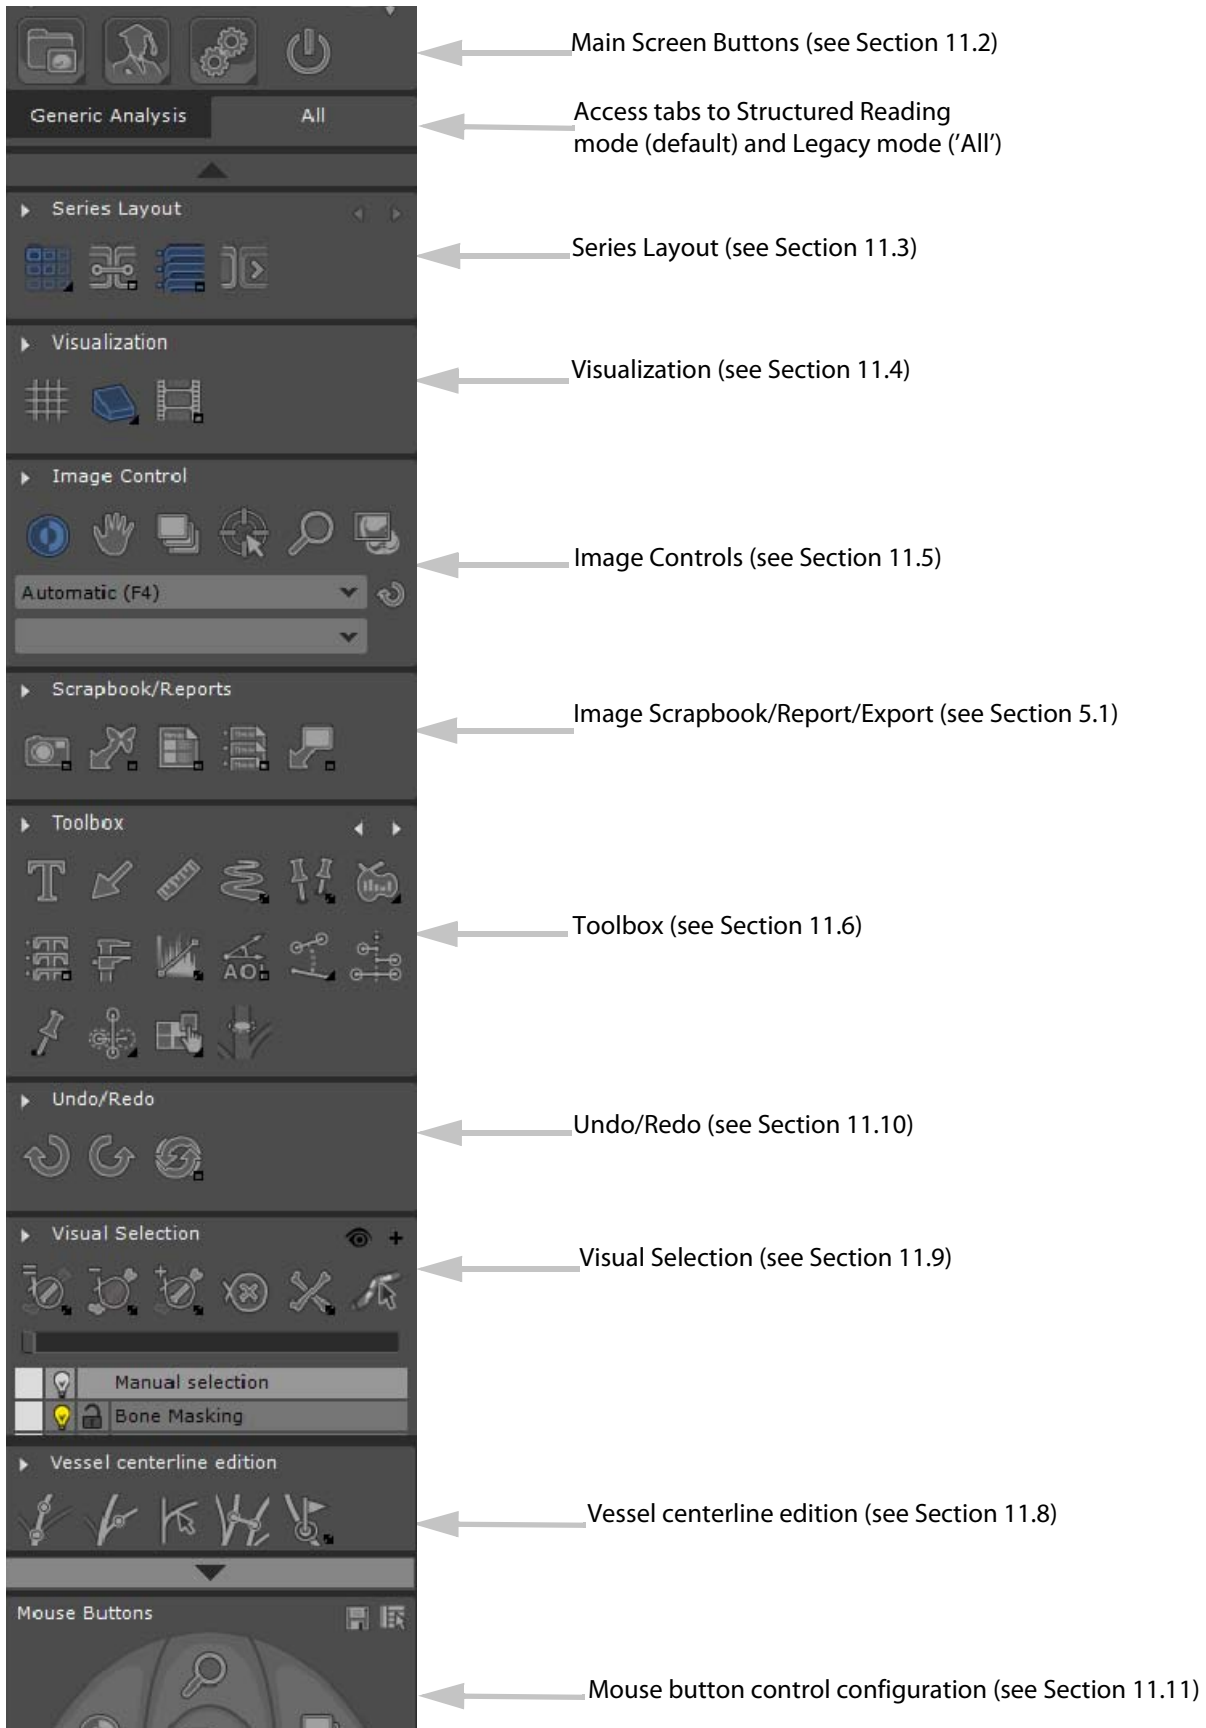 Main Screen Buttons (see Section 11.2)
Generic Analysis
All
Access tabs to Structured Reading
mode (default) and Legacy mode (’All’)
Series Layout
Series Layout (see Section 11.3)
Visualization
Visualization (see Section 11.4)
Image Control
Image Controls (see Section 11.5)
Automatic (F4)
Scrapbook/Reports
Image Scrapbook/Report/Export (see Section 5.1)
Toolbox
T
Toolbox (see Section 11.6)
AOI
Undo/Redo
Undo/Redo (see Section 11.10)
Visual Selection
Visual Selection (see Section 11.9)
Manual selection
Bone Masking
Vessel centerline edition
Vessel centerline edition (see Section 11.8)
Mouse Buttons
Mouse button control configuration (see Section 11.11)